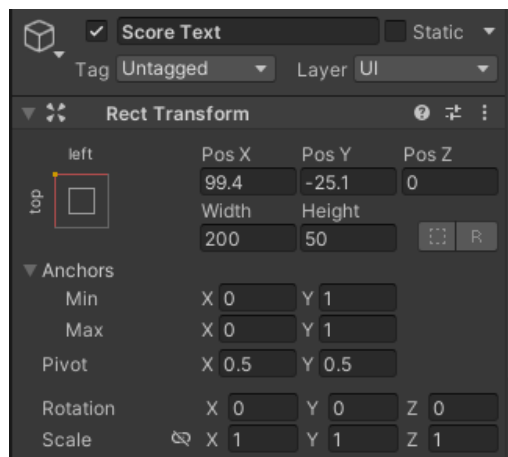 Score Text Static
Tag Untagged Layer UI
Rect Transform
left Pos X Pos Y Pos Z
top 99.4 -25.1 0
Width Height
200 50 R
Anchors
Min X 0 Y 1
Max X 0 Y 1
Pivot X 0.5 Y 0.5
Rotation X 0 Y 0 Z 0
Scale X 1 Y 1 Z 1